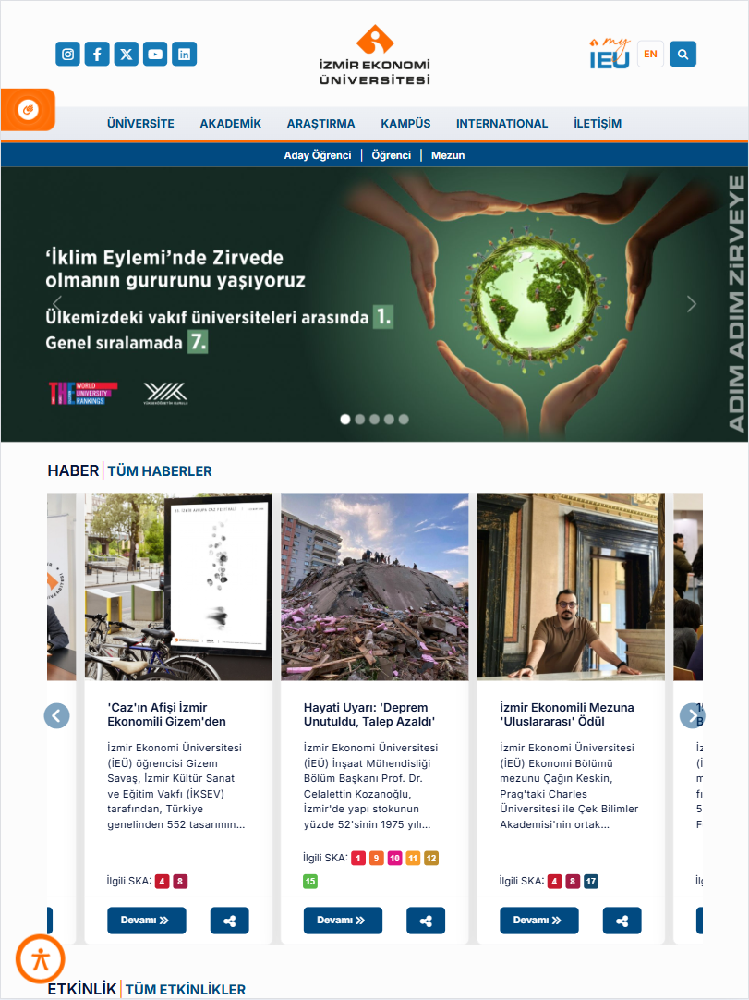 İZMİR EKONOMİ
ÜNİVERSİTESİ
my
IEU
EN
ÜNİVERSİTE AKADEMİK ARAŞTIRMA KAMPÜS INTERNATIONAL İLETİŞİM
Aday Öğrenci | Öğrenci | Mezun
ADIM ADIM ZİRVEYE
‘İklim Eylemi’nde Zirvede
olmanın gururunu yaşıyoruz
Ülkemizdeki vakıf üniversiteleri arasında 1.
Genel sıralamada 7.
THE WORLD
UNIVERSITY
RANKINGS
YÜKSEKÖĞRETİM KURULU
HABER | TÜM HABERLER
'Caz'ın Afişi İzmir
Ekonomili Gizem'den
İzmir Ekonomi Üniversitesi
(İEÜ) öğrencisi Gizem
Savaş, İzmir Kültür Sanat
ve Eğitim Vakfı (İKSEV)
tarafından, Türkiye
genelinden 552 tasarımın...
İlgili SKA: 4 8
Devamı
Hayati Uyarı: 'Deprem
Unutuldu, Talep Azaldı'
İzmir Ekonomi Üniversitesi
(İEÜ) İnşaat Mühendisliği
Bölüm Başkanı Prof. Dr.
Celalettin Kozanoğlu,
İzmir'de yapı stokunun
yüzde 52'sinin 1975 yılı...
İlgili SKA: 1 9 10 11 12
15
Devamı
İzmir Ekonomili Mezuna
'Uluslararası' Ödül
İzmir Ekonomi Üniversitesi
(İEÜ) Ekonomi Bölümü
mezunu Çağın Keskin,
Prag'taki Charles
Üniversitesi ile Çek Bilimler
Akademisi'nin ortak...
İlgili SKA: 4 8 17
Devamı
ETKİNLİK | TÜM ETKİNLİKLER